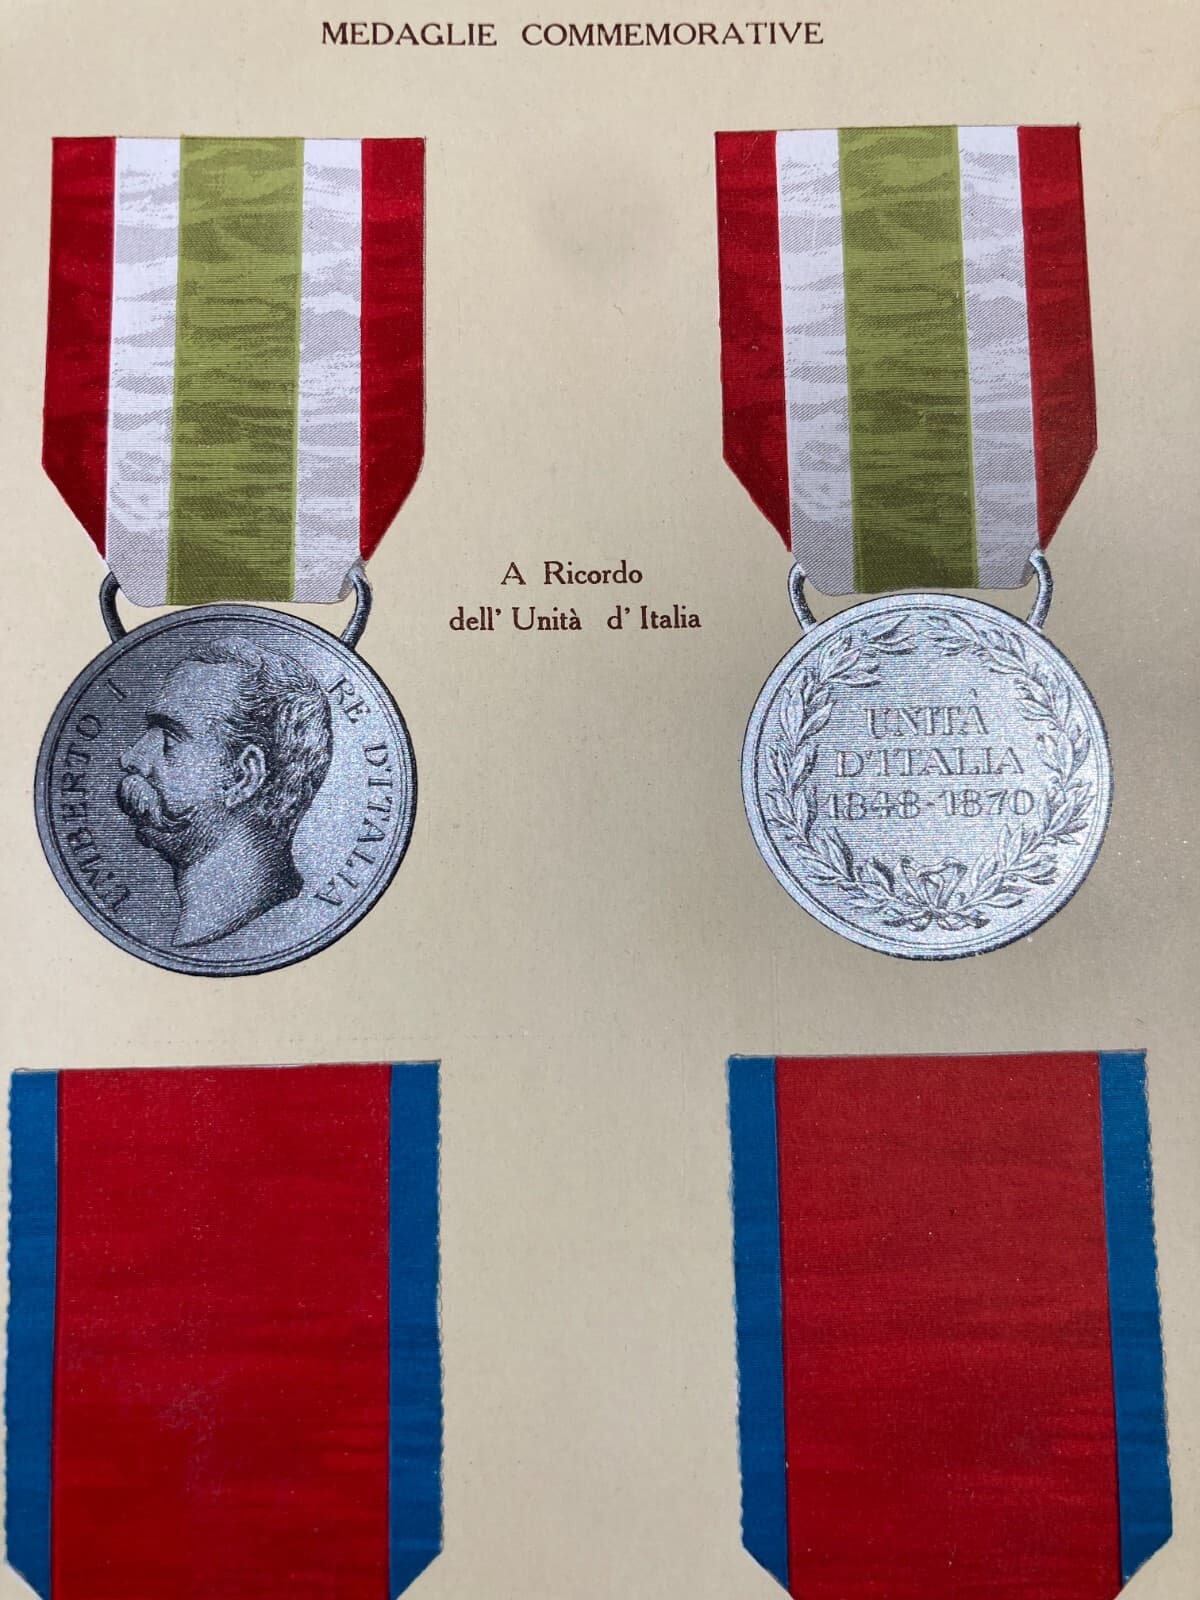 MEDAGLIE COMMEMORATIVE
A Ricordo
dell' Unità d' Italia
UMBERTO I RE D'ITALIA
UNITÀ
D'ITALIA
1848-1870